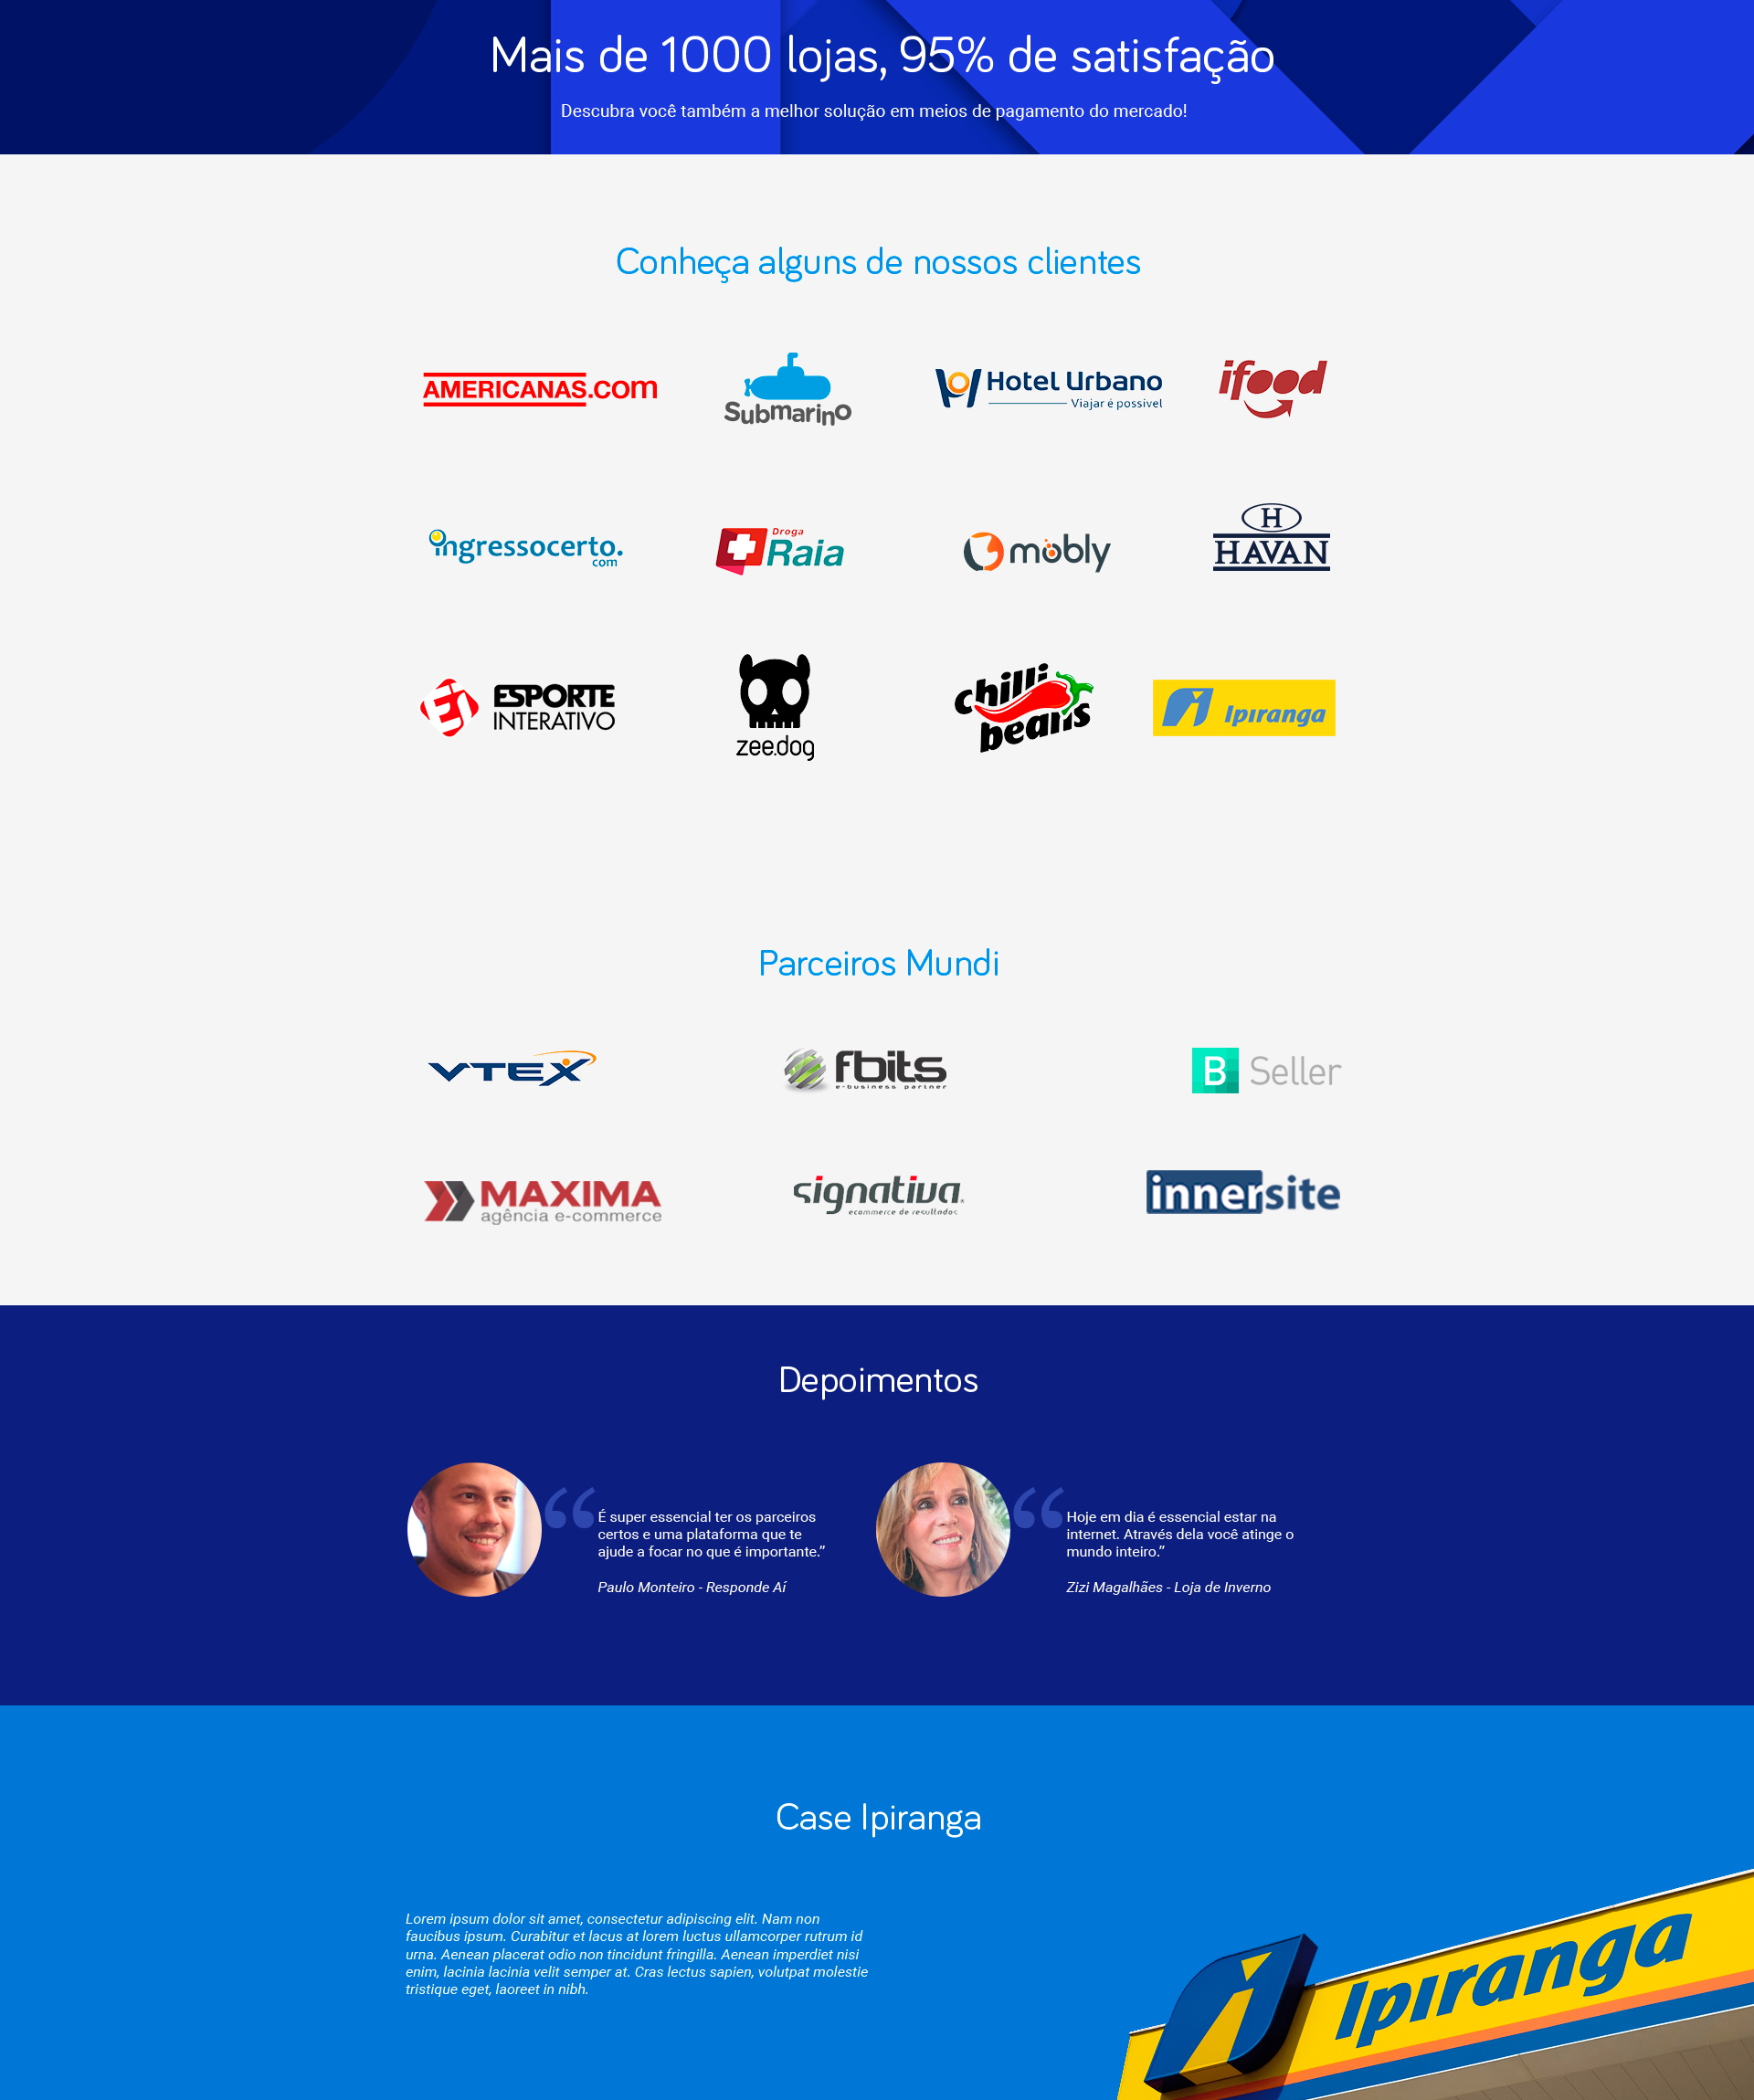 Mais de 1000 lojas, 95% de satisfação
Descubra você também a melhor solução em meios de pagamento do mercado!
Conheça alguns de nossos clientes
AMERICANAS.com
Submarino
Hotel Urbano
Viajar é possível
ifood
ingressocerto.
com
Droga
Raia
mobly
H
HAVAN
EI ESPORTE
INTERATIVO
zee.dog
chilli
beans
Ipiranga
Parceiros Mundi
VTEX
fbits
e-business partner
B Seller
MAXIMA
agência e-commerce
signativa
ecommerce de resultados
innersite
Depoimentos
“É super essencial ter os parceiros
certos e uma plataforma que te
ajude a focar no que é importante.”
Paulo Monteiro - Responde Aí
“Hoje em dia é essencial estar na
internet. Através dela você atinge o
mundo inteiro.”
Zizi Magalhães - Loja de Inverno
Case Ipiranga
Lorem ipsum dolor sit amet, consectetur adipiscing elit. Nam non
faucibus ipsum. Curabitur et lacus at lorem luctus ullamcorper rutrum id
urna. Aenean placerat odio non tincidunt fringilla. Aenean imperdiet nisi
enim, lacinia lacinia velit semper at. Cras lectus sapien, volutpat molestie
tristique eget, laoreet in nibh.
Ipiranga